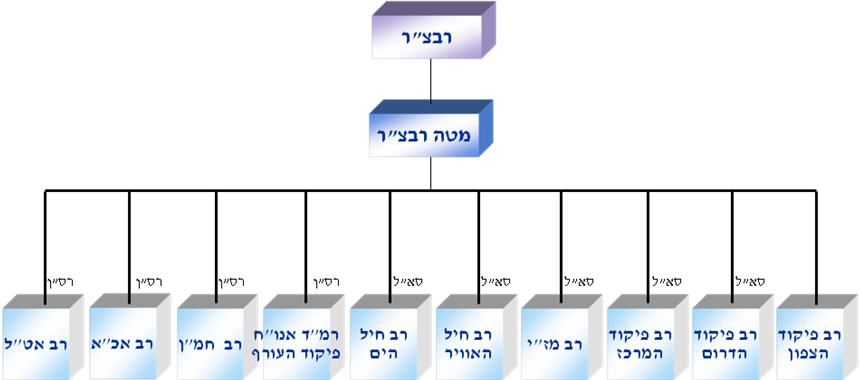 רבצ״ר
מטה רבצ״ר
סא״ל
סא״ל
סא״ל
סא״ל
סא״ל
רס״ן
רס״ן
רס״ן
רס״ן
רב פיקוד
הצפון
רב פיקוד
הדרום
רב פיקוד
המרכז
רב מז״י
רב חיל
האוויר
רב חיל
הים
רמ״ד אנו״ח
פיקוד העורף
רב חמ״ן
רב אכ״א
רב אט״ל